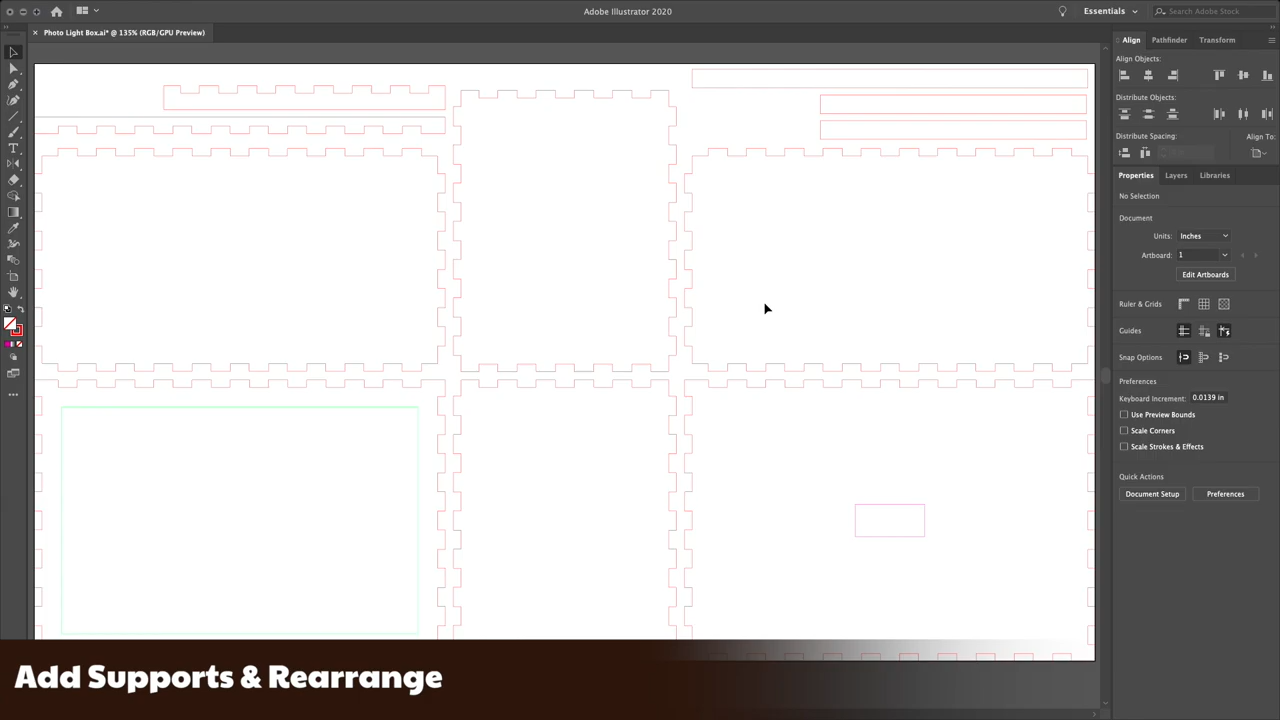 Adobe Illustrator 2020
Essentials
Search Adobe Stock
Photo Light Box.ai* @ 135% (RGB/GPU Preview)
Align
Pathfinder
Transform
Align Objects:
Distribute Objects:
Distribute Spacing:
Align To:
Properties
Layers
Libraries
No Selection
Document
Units:
Inches
Artboard:
1
Edit Artboards
Ruler & Grids
Guides
Snap Options
Preferences
Keyboard Increment:
0.0139 in
Use Preview Bounds
Scale Corners
Scale Strokes & Effects
Quick Actions
Document Setup
Preferences
Add Supports & Rearrange